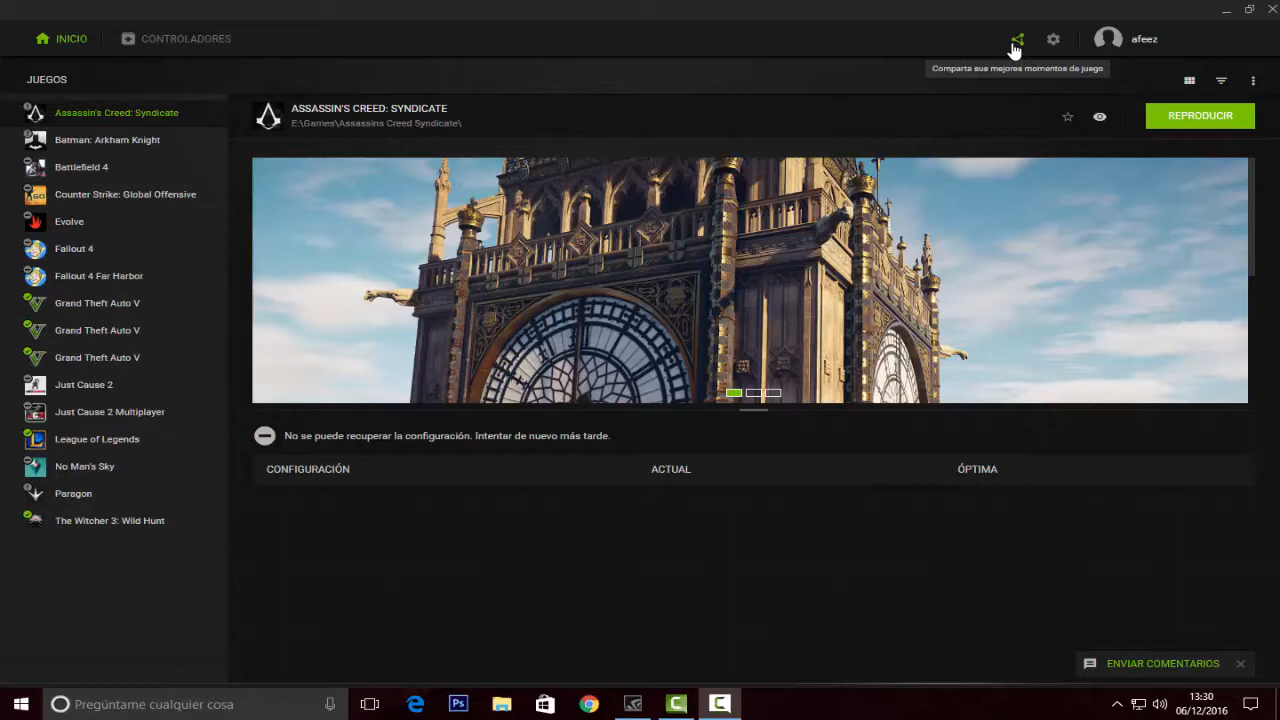 INICIO
CONTROLADORES
afeez
Comparta sus mejores momentos de juego
JUEGOS
Assassin's Creed: Syndicate
Batman: Arkham Knight
Battlefield 4
Counter Strike: Global Offensive
Evolve
Fallout 4
Fallout 4 Far Harbor
Grand Theft Auto V
Grand Theft Auto V
Grand Theft Auto V
Just Cause 2
Just Cause 2 Multiplayer
League of Legends
No Man's Sky
Paragon
The Witcher 3: Wild Hunt
ASSASSIN'S CREED: SYNDICATE
E:\Games\Assassins Creed Syndicate\
REPRODUCIR
No se puede recuperar la configuración. Intentar de nuevo más tarde.
CONFIGURACIÓN ACTUAL ÓPTIMA
ENVIAR COMENTARIOS
Pregúntame cualquier cosa
Ps
13:30
06/12/2016